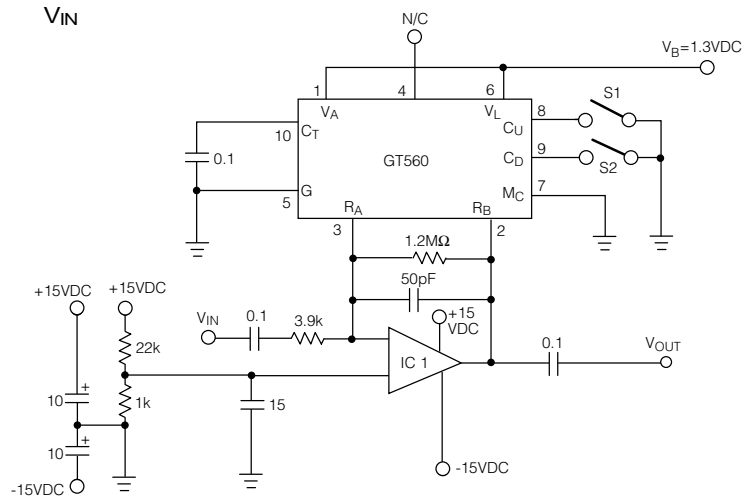 VIN
N/C
VB=1.3VDC
1
4
6
VA
VL
S1
8
CU
10
CT
0.1
GT560
9
CD
S2
G
5
MC
7
RA
RB
3
2
1.2MΩ
50pF
+15VDC
+15VDC
VIN
0.1
3.9k
+15
VDC
22k
IC 1
0.1
VOUT
10
+
1k
15
+
10
-15VDC
-15VDC